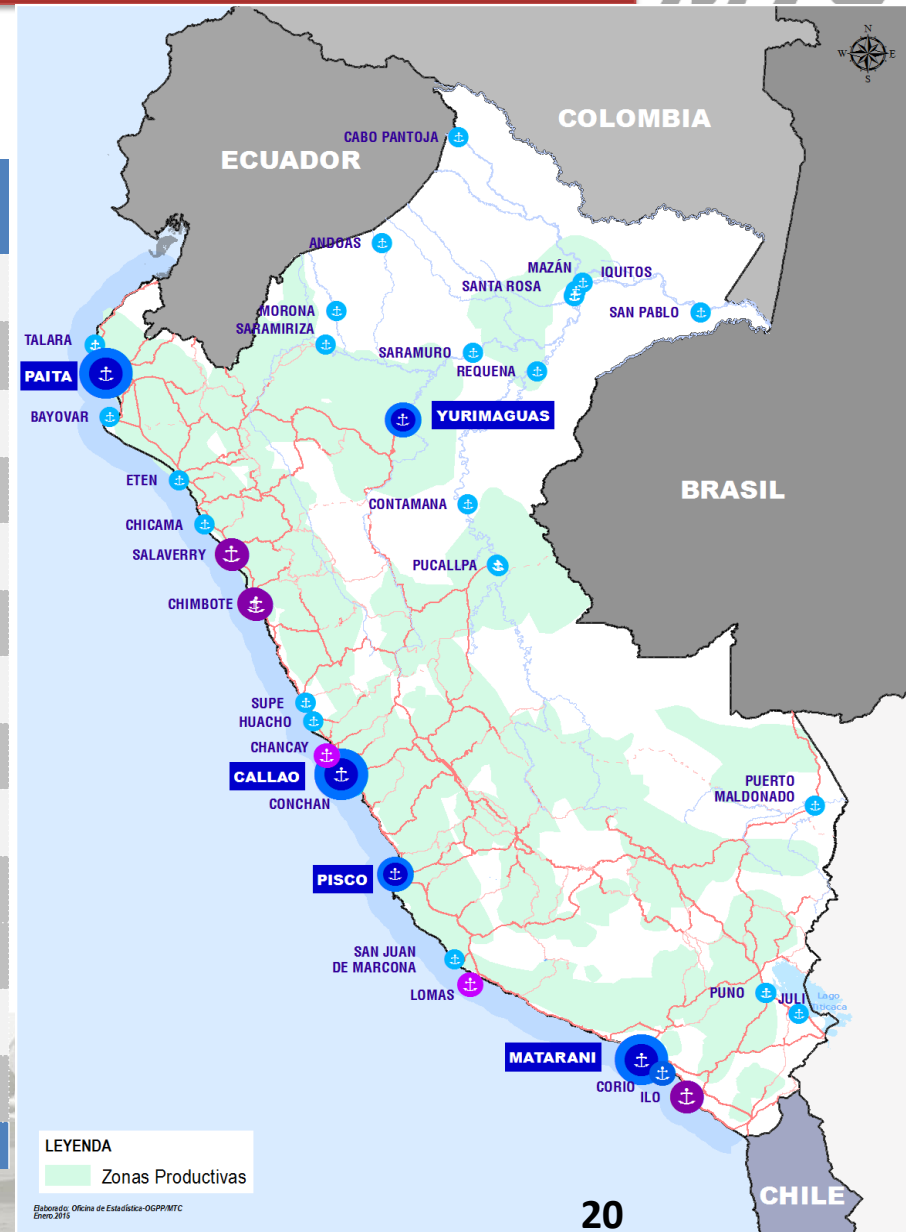 N
W
E
S
COLOMBIA
CABO PANTOJA
ECUADOR
ANDOAS
MAZÁN
IQUITOS
SANTA ROSA
MORONA
SAN PABLO
SARAMIRIZA
TALARA
SARAMURO
REQUENA
PAITA
YURIMAGUAS
BAYOVAR
BRASIL
ETEN
CONTAMANA
CHICAMA
SALAVERRY
PUCALLPA
CHIMBOTE
SUPE
HUACHO
CHANCAY
CALLAO
CONCHAN
PUERTO
MALDONADO
PISCO
SAN JUAN
DE MARCONA
LOMAS
PUNO
JULI
Lago
MATARANI
CORIO
ILO
LEYENDA
Zonas Productivas
CHILE
Elaborado: Oficina de Estadística-OGPP/MTC
Enero 2015
20